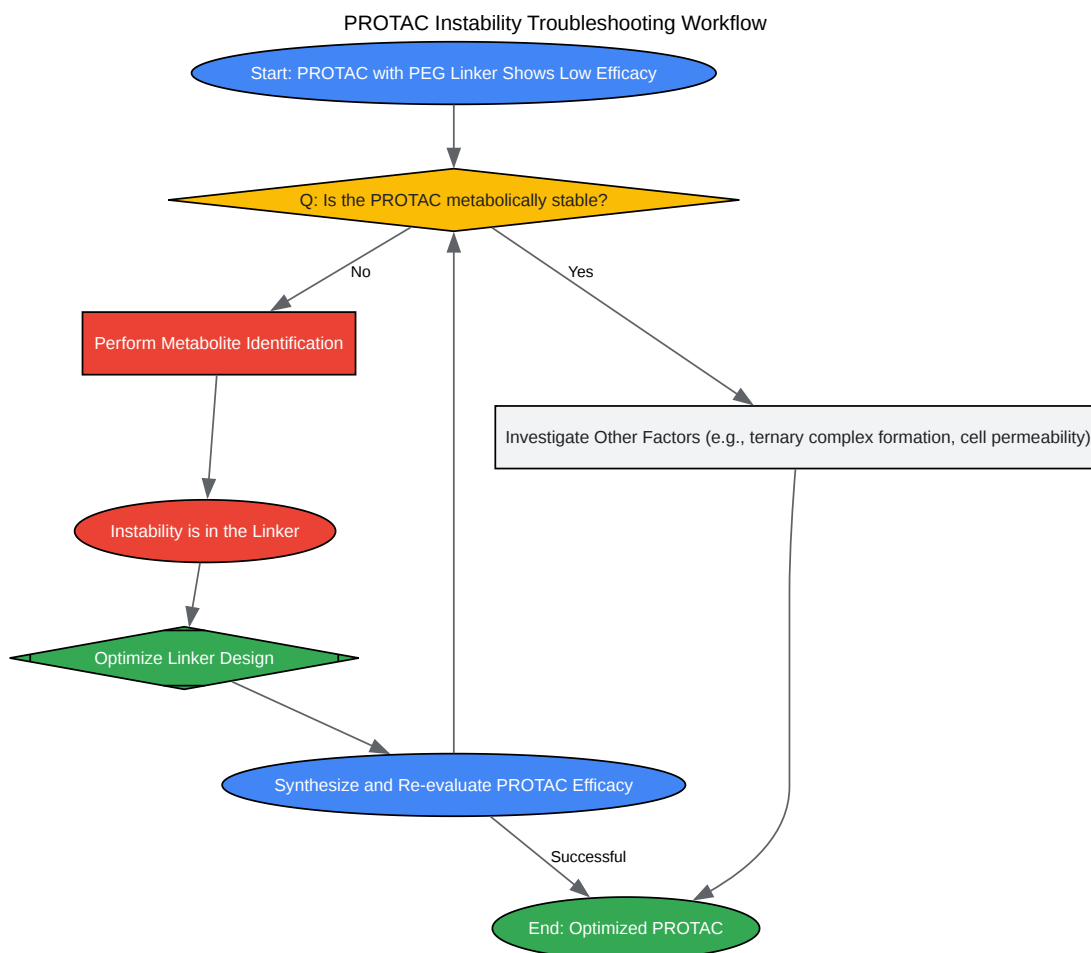 PROTAC Instability Troubleshooting Workflow
Start: PROTAC with PEG Linker Shows Low Efficacy
Q: Is the PROTAC metabolically stable?
No
Yes
Perform Metabolite Identification
Investigate Other Factors (e.g., ternary complex formation, cell permeability)
Instability is in the Linker
Optimize Linker Design
Synthesize and Re-evaluate PROTAC Efficacy
Successful
End: Optimized PROTAC